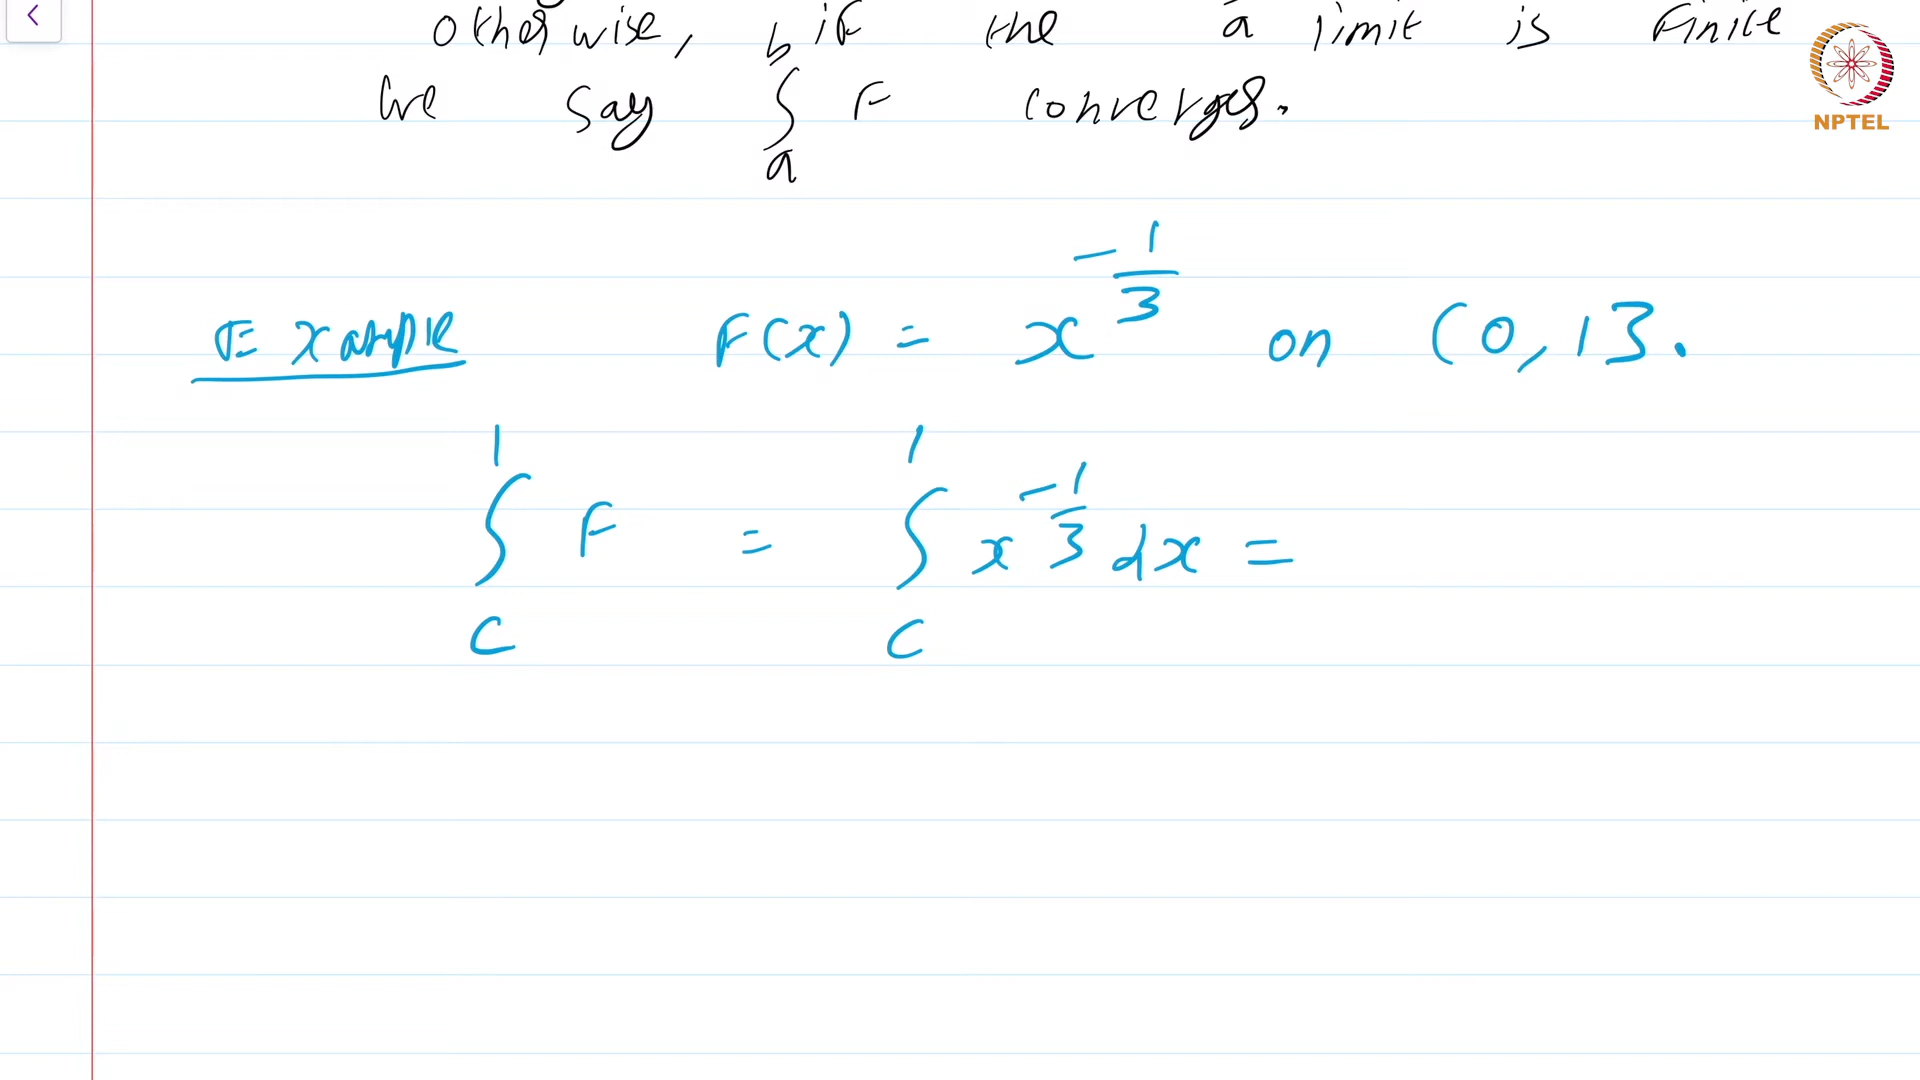 otherwise, if the a limit is finite
we say ∫_a^b F converges.
NPTEL
Example F(x) = x^{-1/3} on (0,1].
∫_c^1 F = ∫_c^1 x^{-1/3} dx =